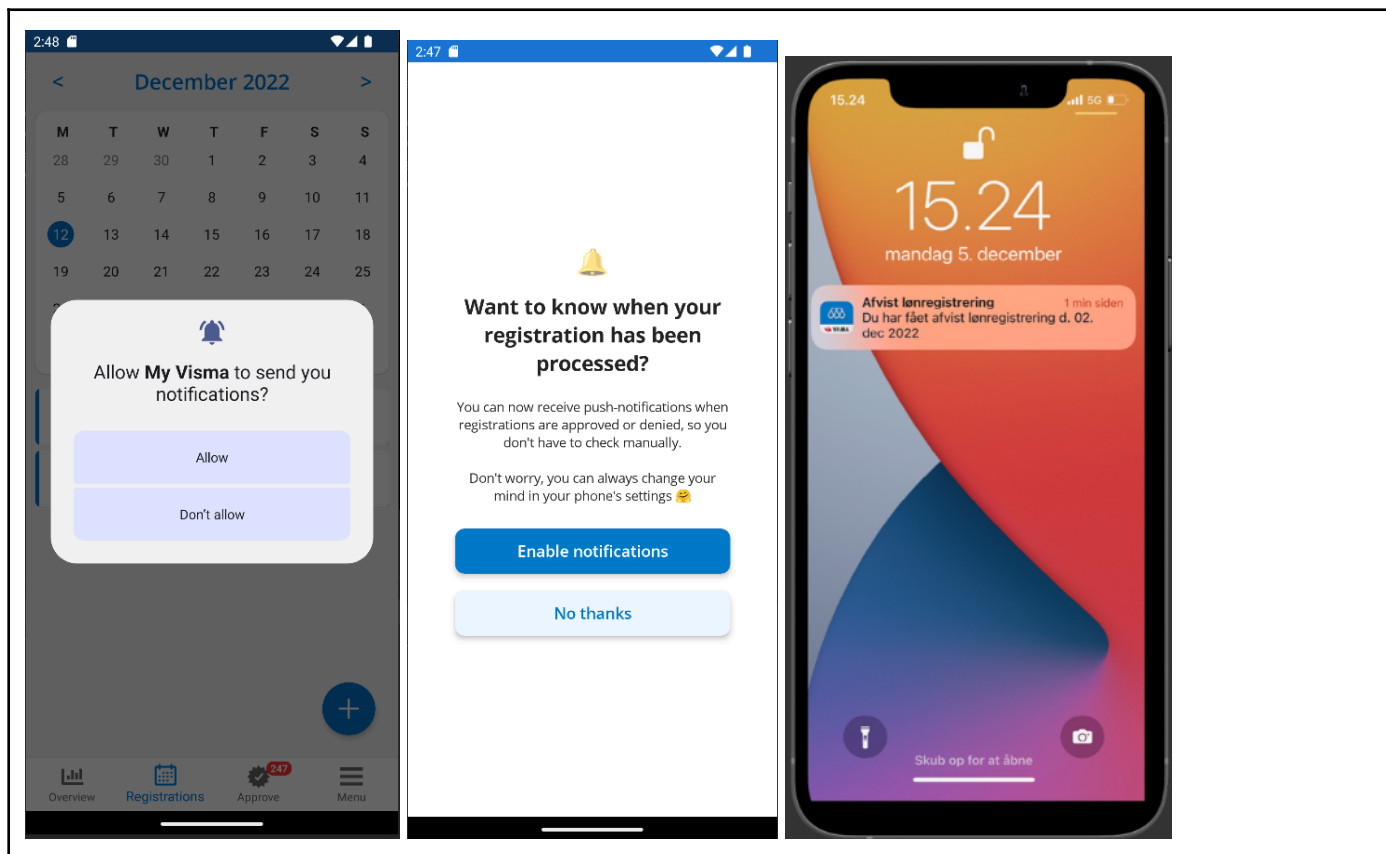 2:48
< December 2022 >
M T W T F S S
28 29 30 1 2 3 4
5 6 7 8 9 10 11
12 13 14 15 16 17 18
19 20 21 22 23 24 25
Allow My Visma to send you
notifications?
Allow
Don't allow
+
247
Overview Registrations Approve Menu
2:47
Want to know when your
registration has been
processed?
You can now receive push-notifications when
registrations are approved or denied, so you
don't have to check manually.
Don't worry, you can always change your
mind in your phone's settings 🤗
Enable notifications
No thanks
15.24 5G
15.24
mandag 5. december
Afvist lønregistrering 1 min siden
Du har fået afvist lønregistrering d. 02.
dec 2022
VISMA
Skub op for at åbne